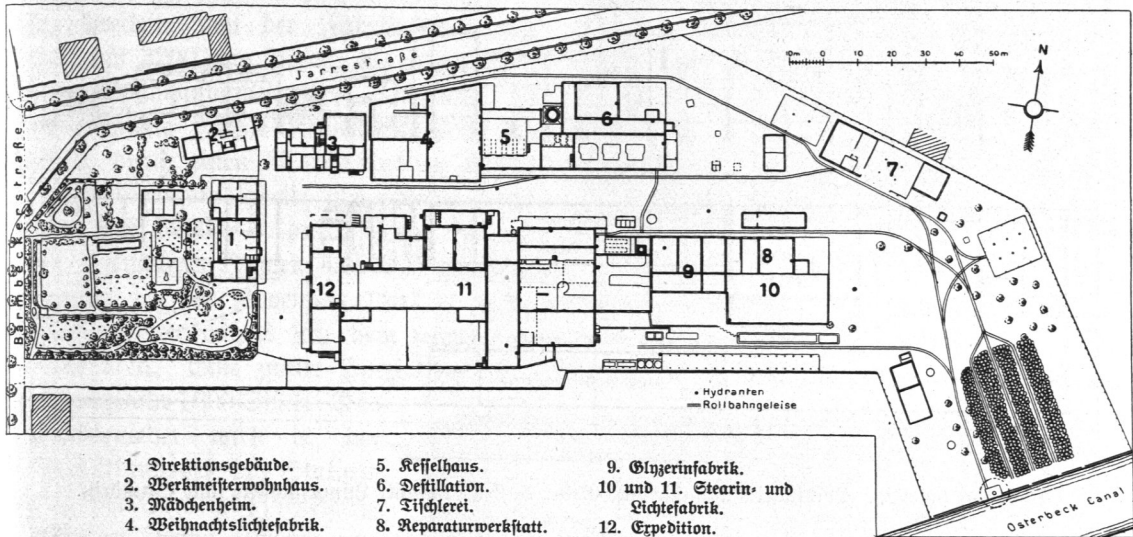 Jarrestraße
10m 0 10 20 30 40 50m
N
Barmbeckerstraße
2
3
4
5
6
7
1
12
11
9
8
10
• Hydranten
Rollbahngeleise
Osterbeck Canal
1. Direktionsgebäude.
2. Werkmeisterwohnhaus.
3. Mädchenheim.
4. Weihnachtslichtefabrik.
5. Kesselhaus.
6. Destillation.
7. Tischlerei.
8. Reparaturwerkstatt.
9. Glyzerinfabrik.
10 und 11. Stearin- und
Lichtefabrik.
12. Expedition.